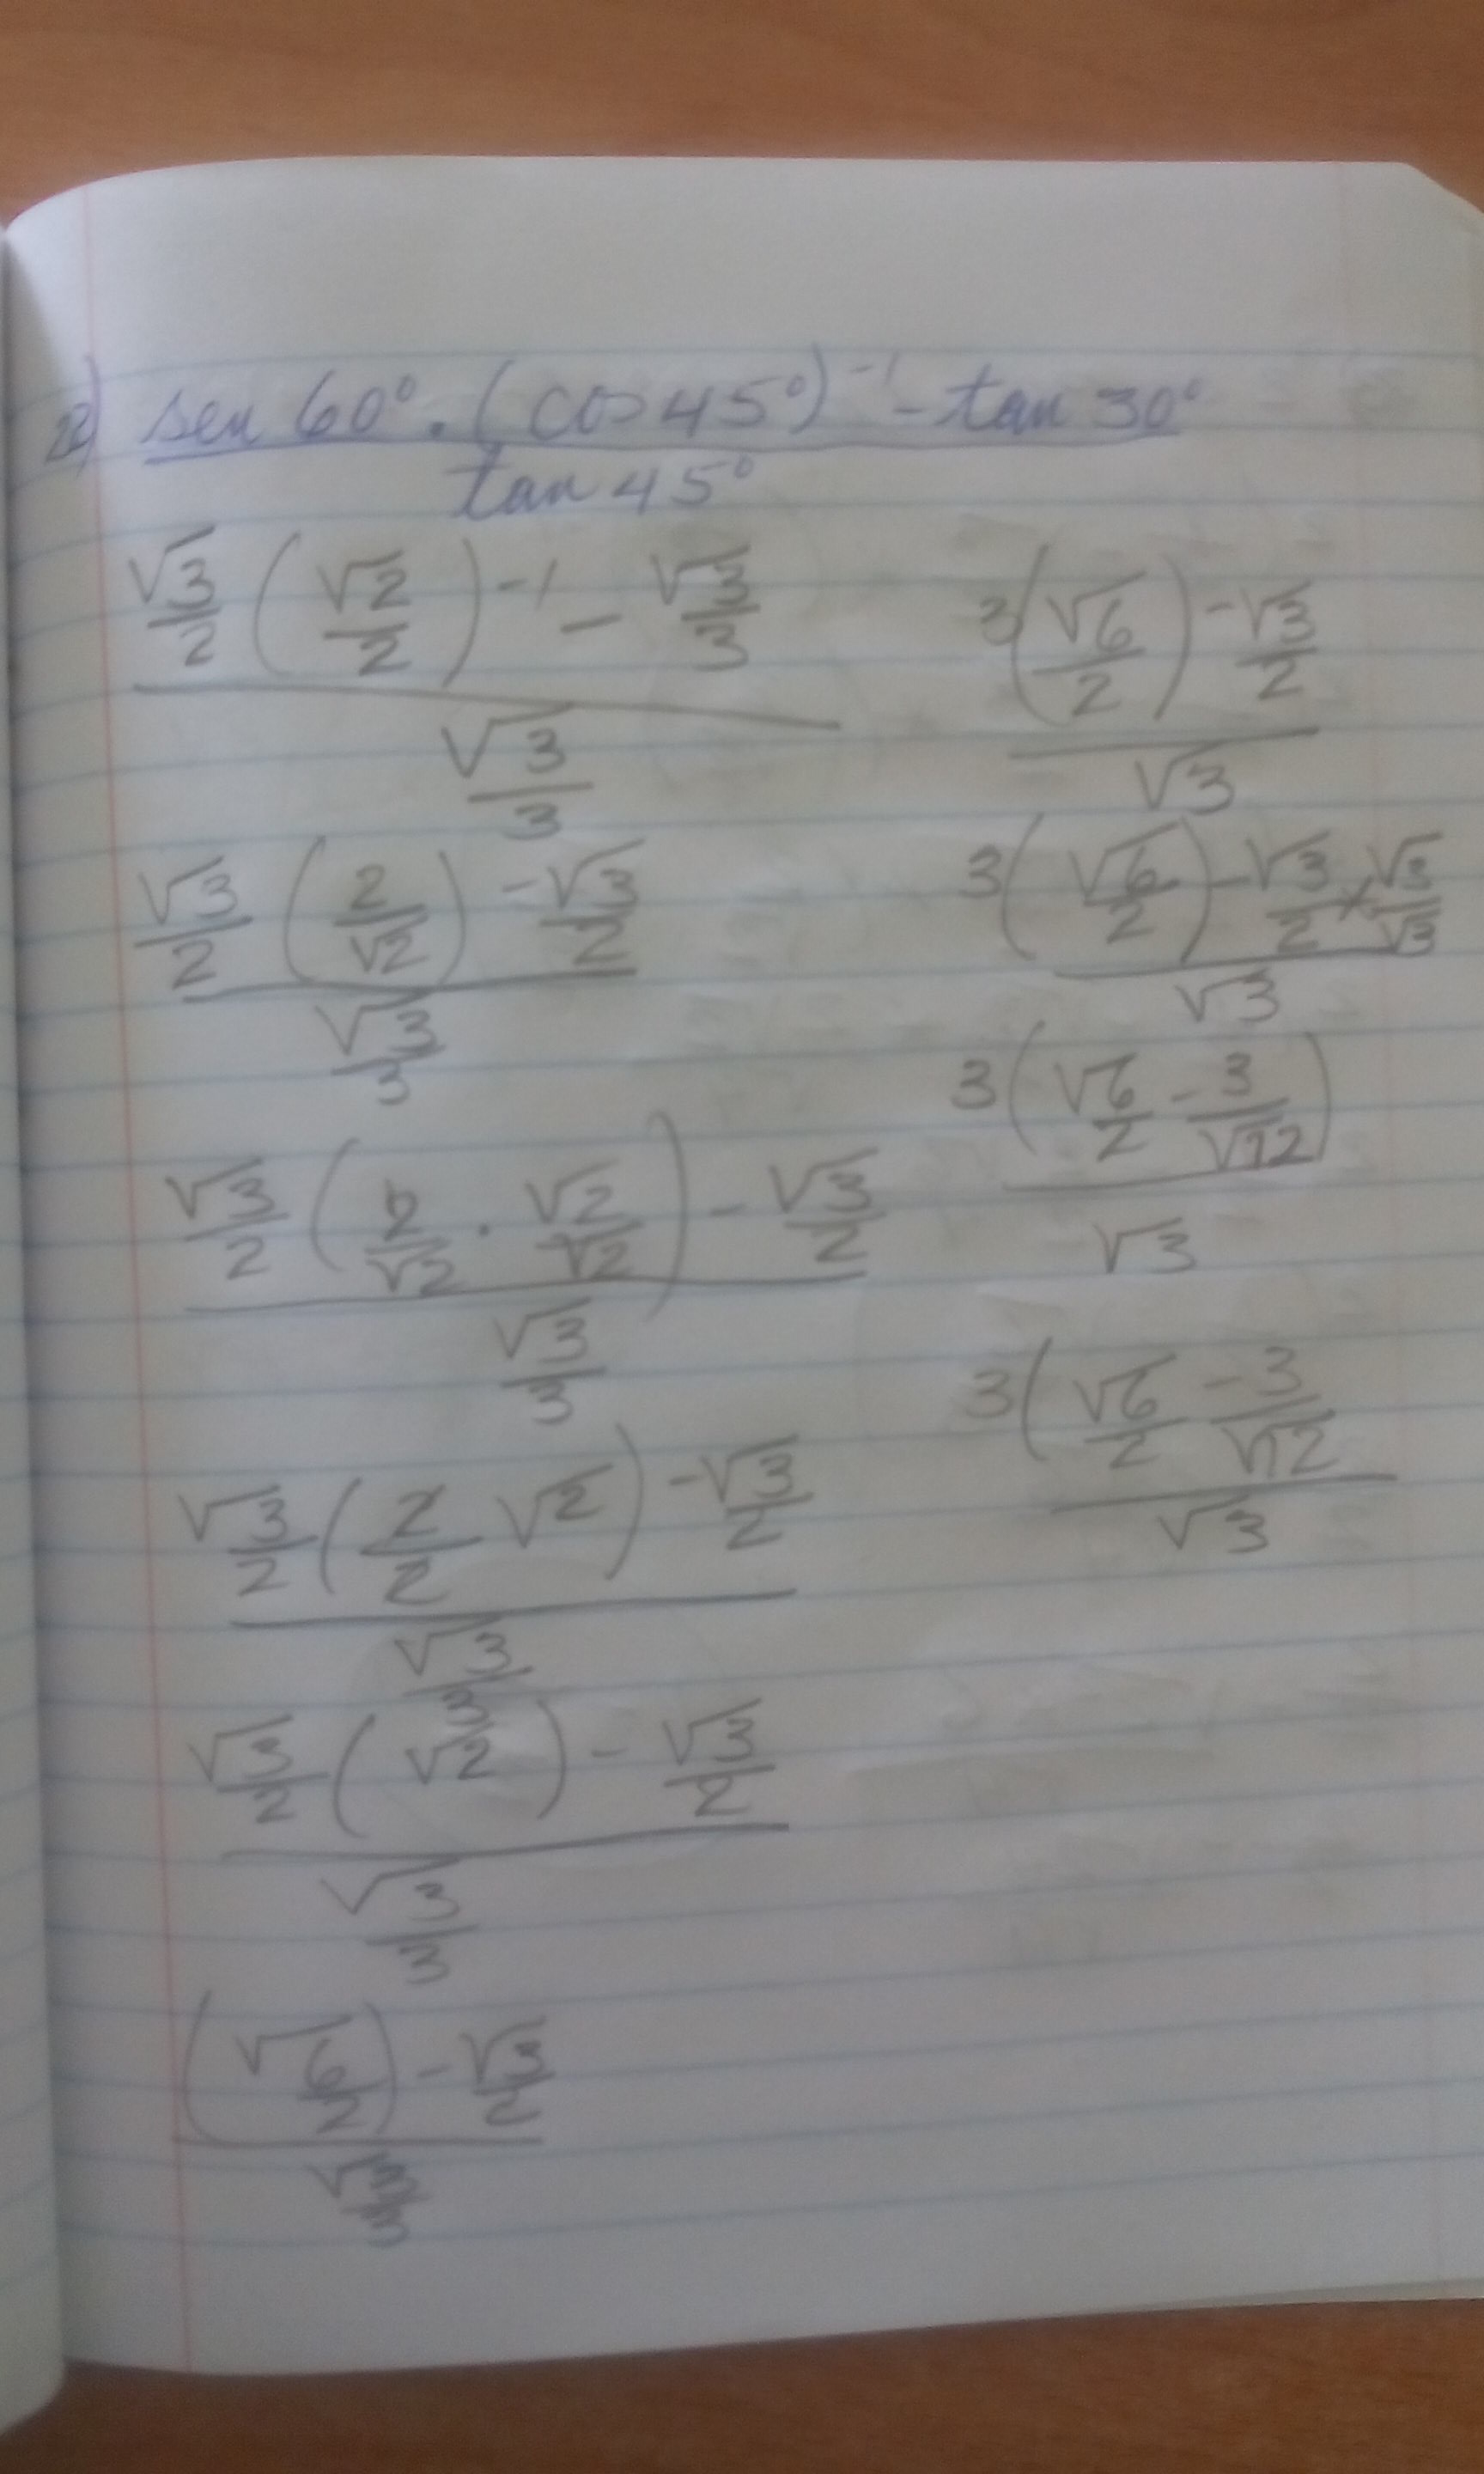 sen 60° . (cos 45°)⁻¹ - tan 30°
tan 45°
√3/2 (√2/2)⁻¹ - √3/3
√3/3
√3/2 (2/√2) - √3/2
√3/3
√3/2 (2/√2 . √2/√2) - √3/2
√3/3
√3/2 (2/2 √2) - √3/2
√3/3
√3/2 (√2) - √3/2
√3/3
(√6/2) - √3/2
√3/3
3(√6/2) - √3/2
√3
3(√6/2) - √3/2 × √3/√3
√3
3(√6/2 - 3/√12)
√3
3(√6/2 - 3/√12
√3